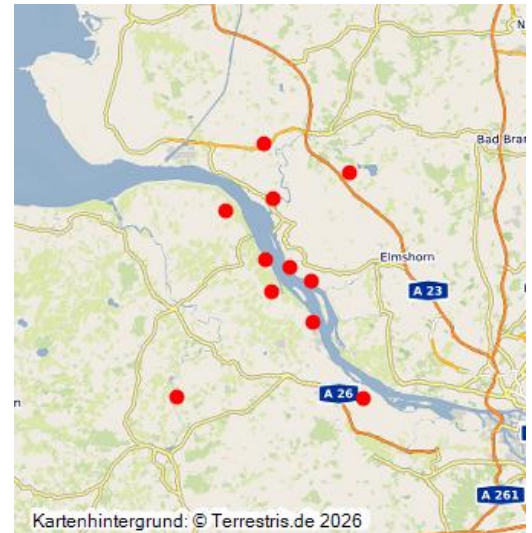 Bad Bra
Elmshorn
A 23
A 26
A 261
Kartenhintergrund: © Terrestris.de 2026